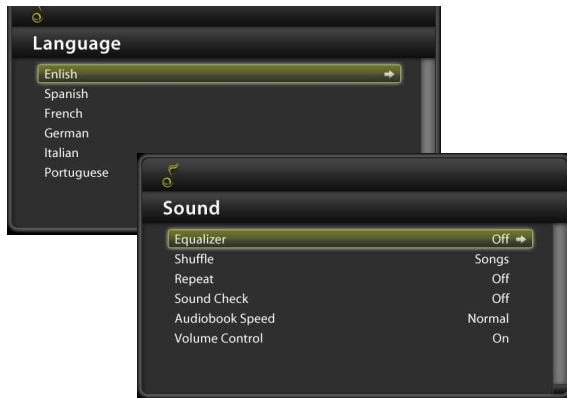 Language
Enlish
Spanish
French
German
Italian
Portuguese
Sound
Equalizer Off
Shuffle Songs
Repeat Off
Sound Check Off
Audiobook Speed Normal
Volume Control On